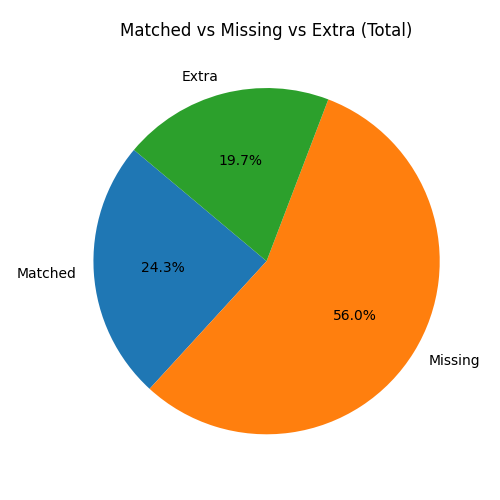 Matched vs Missing vs Extra (Total)
Extra
19.7%
24.3%
Matched
56.0%
Missing